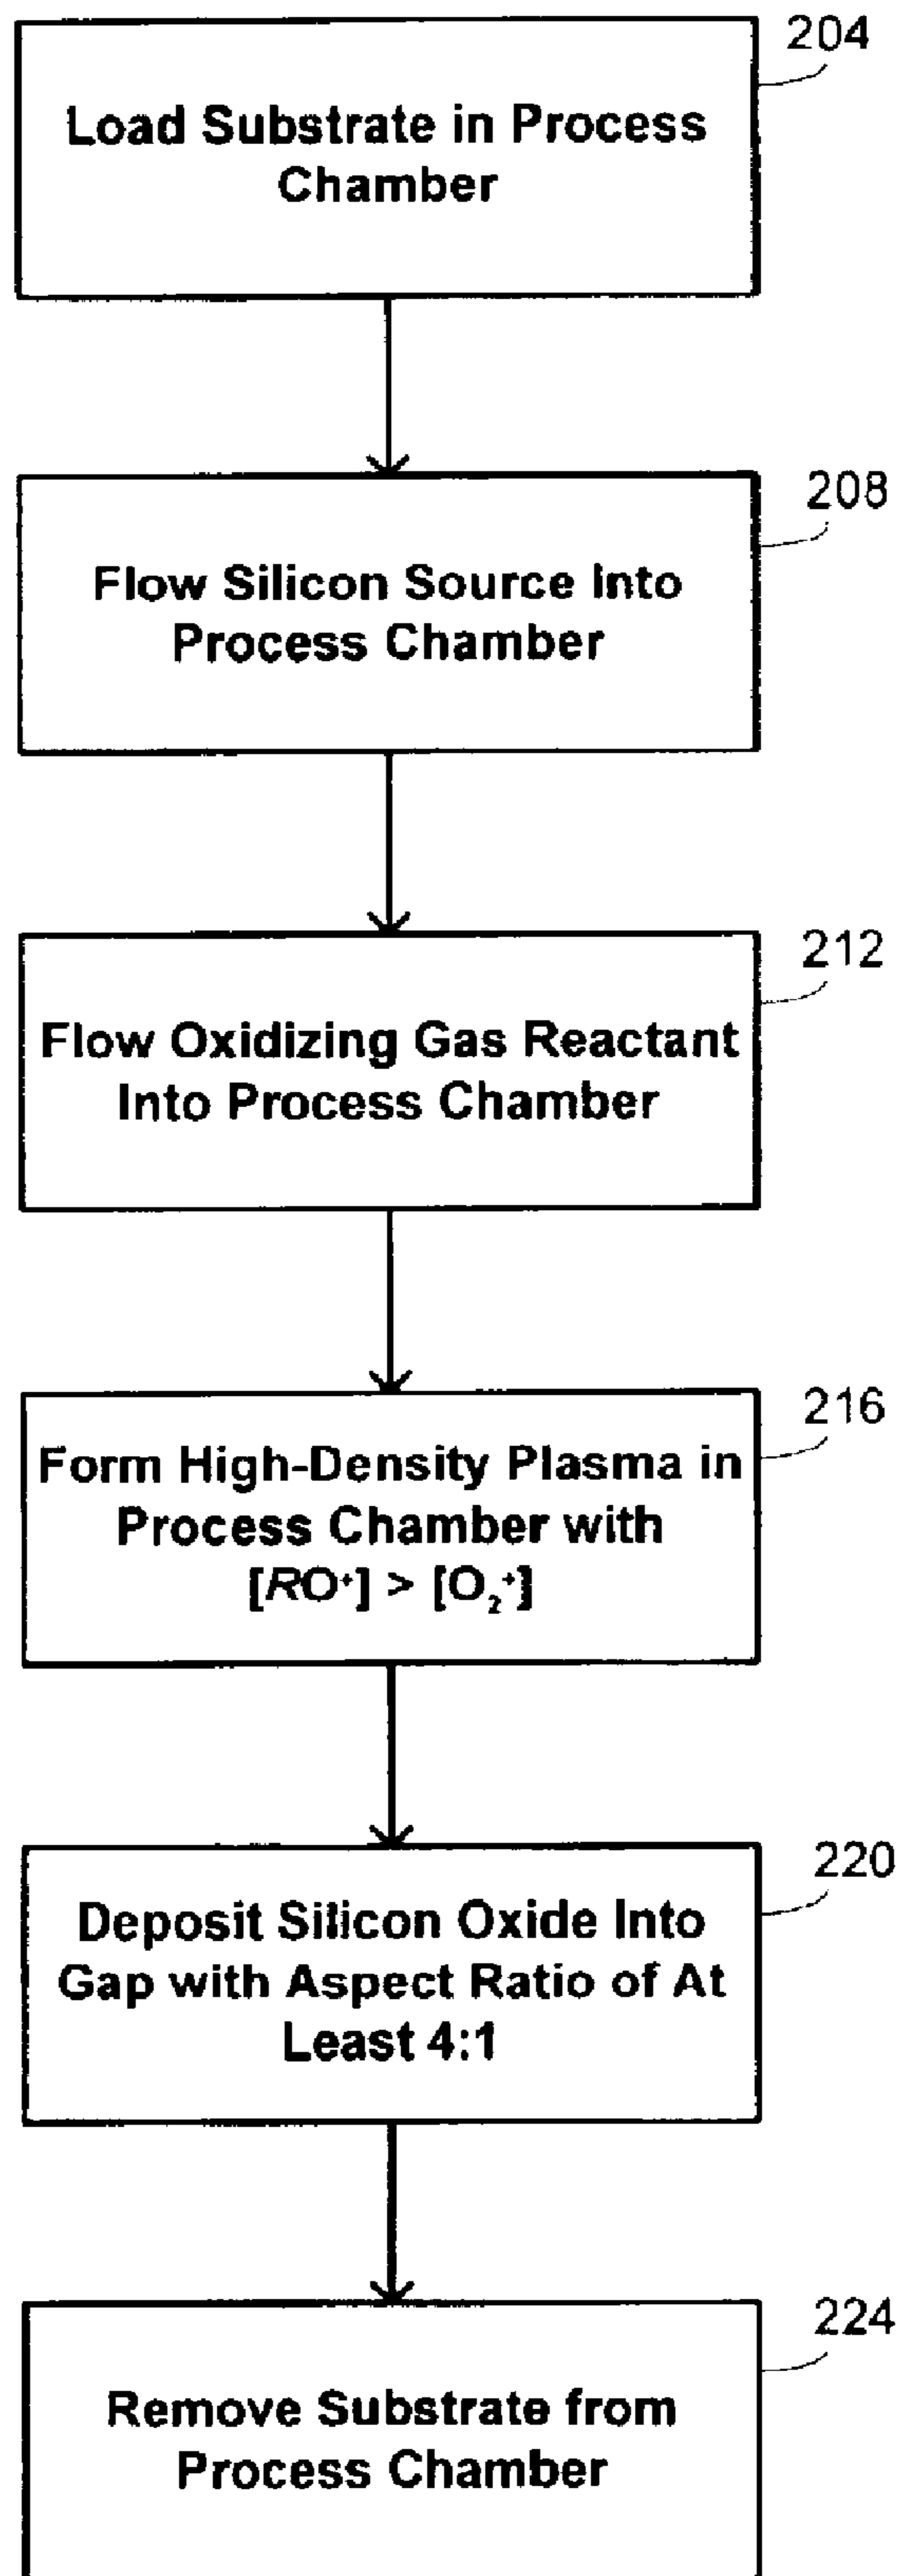 204
Load Substrate in Process
Chamber
208
Flow Silicon Source Into
Process Chamber
212
Flow Oxidizing Gas Reactant
Into Process Chamber
216
Form High-Density Plasma in
Process Chamber with
[RO⁺] > [O₂⁺]
220
Deposit Silicon Oxide Into
Gap with Aspect Ratio of At
Least 4:1
224
Remove Substrate from
Process Chamber